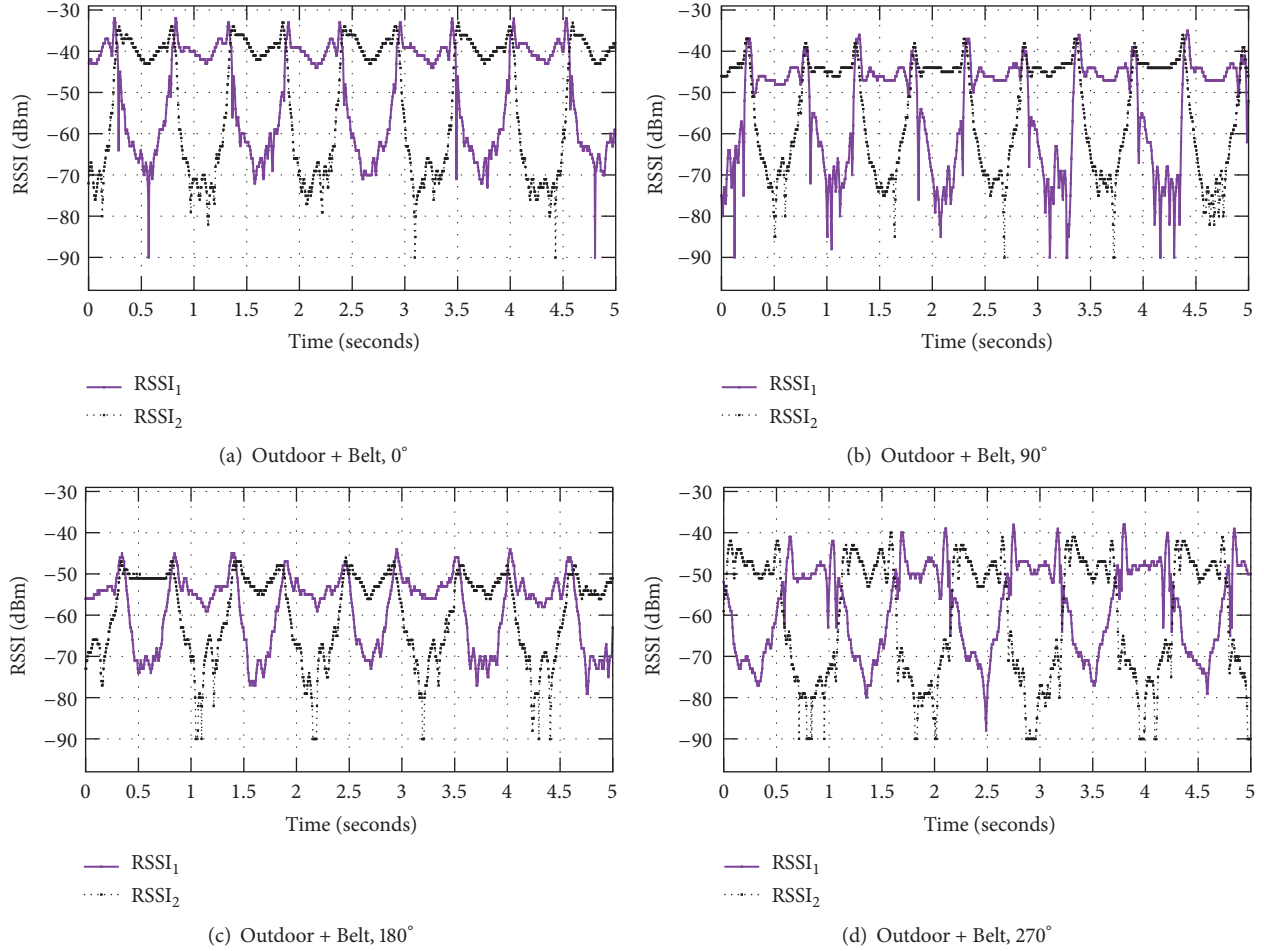 −30
−40
−50
−60
−70
−80
−90
RSSI (dBm)
0 0.5 1 1.5 2 2.5 3 3.5 4 4.5 5
Time (seconds)
RSSI1
RSSI2
(a) Outdoor + Belt, 0°
−30
−40
−50
−60
−70
−80
−90
RSSI (dBm)
0 0.5 1 1.5 2 2.5 3 3.5 4 4.5 5
Time (seconds)
RSSI1
RSSI2
(b) Outdoor + Belt, 90°
−30
−40
−50
−60
−70
−80
−90
RSSI (dBm)
0 0.5 1 1.5 2 2.5 3 3.5 4 4.5 5
Time (seconds)
RSSI1
RSSI2
(c) Outdoor + Belt, 180°
−30
−40
−50
−60
−70
−80
−90
RSSI (dBm)
0 0.5 1 1.5 2 2.5 3 3.5 4 4.5 5
Time (seconds)
RSSI1
RSSI2
(d) Outdoor + Belt, 270°